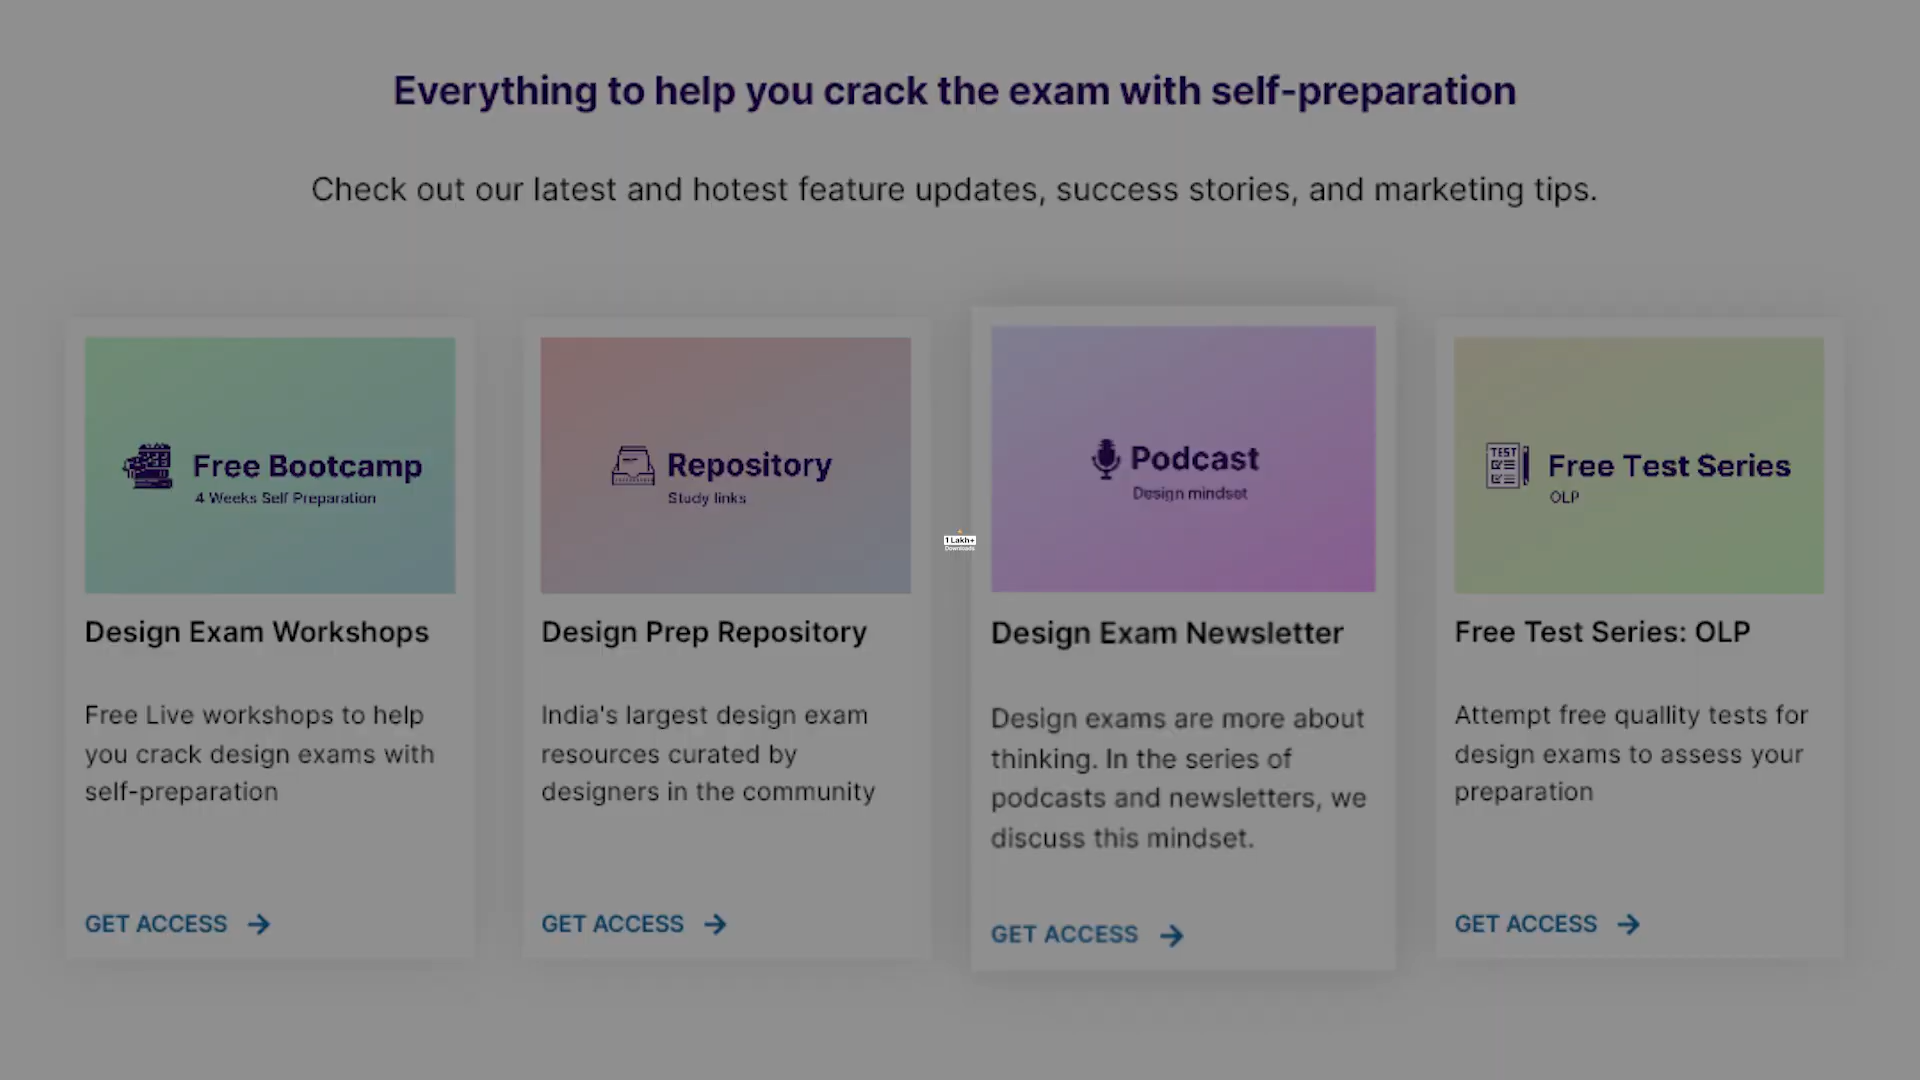 Everything to help you crack the exam with self-preparation
Check out our latest and hotest feature updates, success stories, and marketing tips.
Free Bootcamp
4 Weeks Self Preparation
Design Exam Workshops
Free Live workshops to help
you crack design exams with
self-preparation
GET ACCESS
Repository
Study links
Design Prep Repository
India's largest design exam
resources curated by
designers in the community
GET ACCESS
1 Lakh+
Downloads
Podcast
Design mindset
Design Exam Newsletter
Design exams are more about
thinking. In the series of
podcasts and newsletters, we
discuss this mindset.
GET ACCESS
TEST
Free Test Series
OLP
Free Test Series: OLP
Attempt free quallity tests for
design exams to assess your
preparation
GET ACCESS